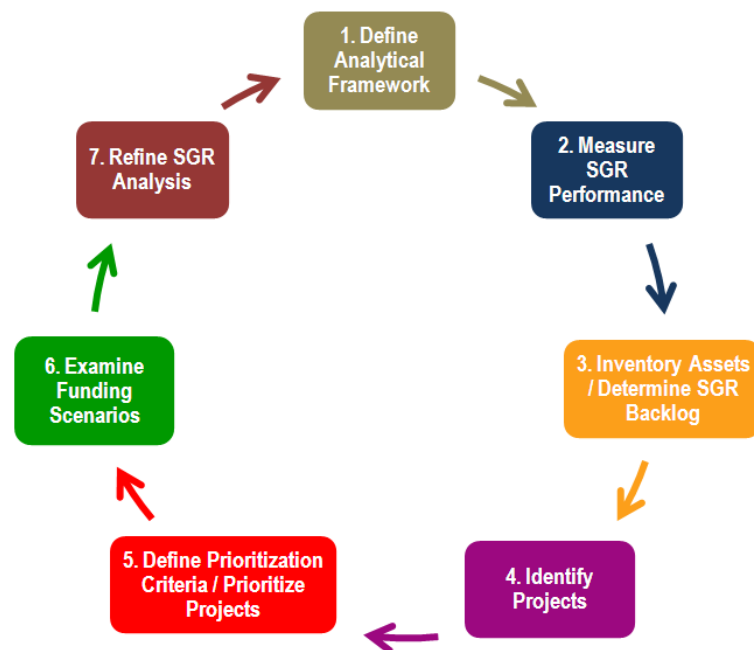 1. Define
Analytical
Framework
2. Measure
SGR
Performance
3. Inventory Assets
/ Determine SGR
Backlog
4. Identify
Projects
5. Define Prioritization
Criteria / Prioritize
Projects
6. Examine
Funding
Scenarios
7. Refine SGR
Analysis